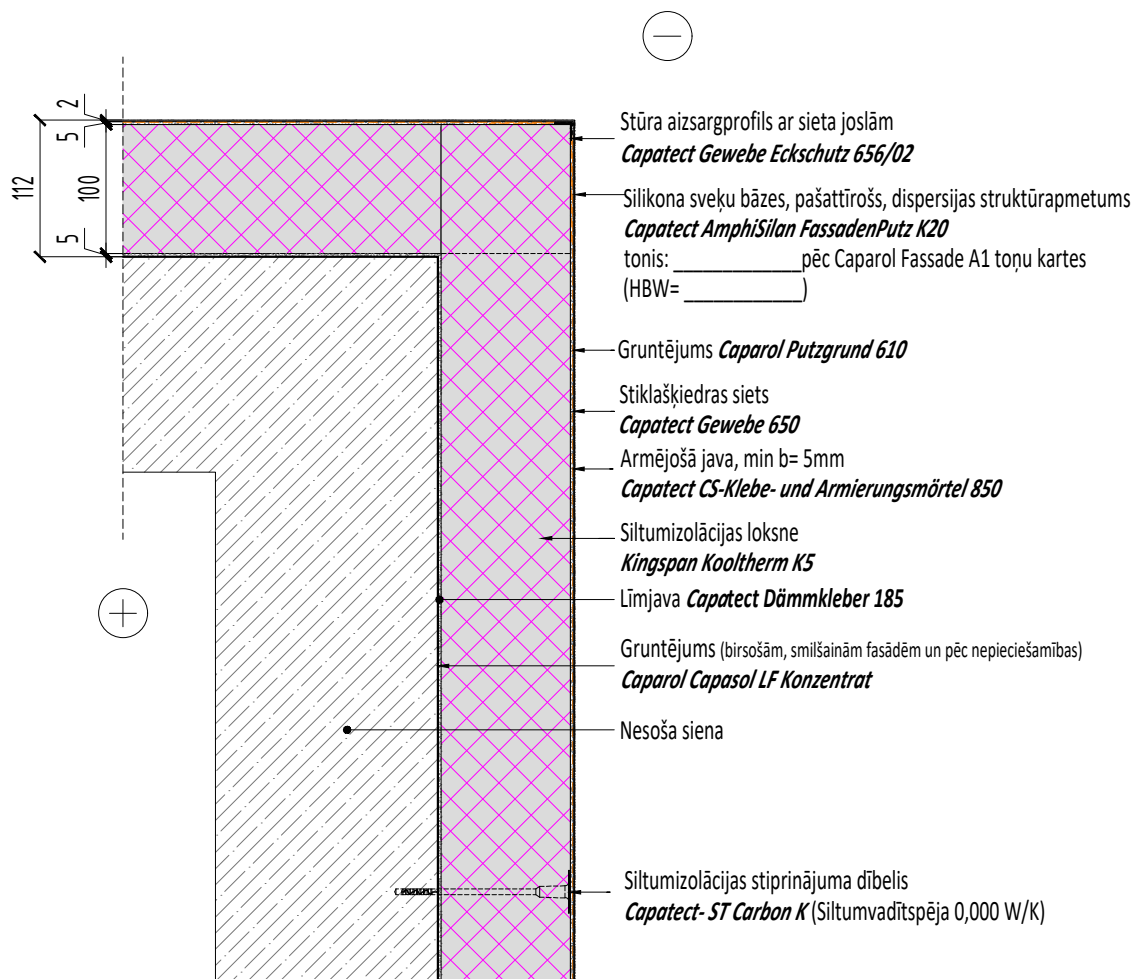 2
5
112
100
5
Stūra aizsargprofils ar sieta joslām
Capatect Gewebe Eckschutz 656/02
Silikona sveķu bāzes, pašattīrošs, dispersijas struktūrapmetums
Capatect AmphiSilan FassadenPutz K20
tonis: _____________pēc Caparol Fassade A1 toņu kartes
(HBW= ____________)
Gruntējums Caparol Putzgrund 610
Stiklašķiedras siets
Capatect Gewebe 650
Armējošā java, min b= 5mm
Capatect CS-Klebe- und Armierungsmörtel 850
Siltumizolācijas loksne
Kingspan Kooltherm K5
Līmjava Capatect Dämmkleber 185
Gruntējums (birsošām, smilšainām fasādēm un pēc nepieciešamības)
Caparol Capasol LF Konzentrat
Nesoša siena
Siltumizolācijas stiprinājuma dībelis
Capatect- ST Carbon K (Siltumvadītspēja 0,000 W/K)